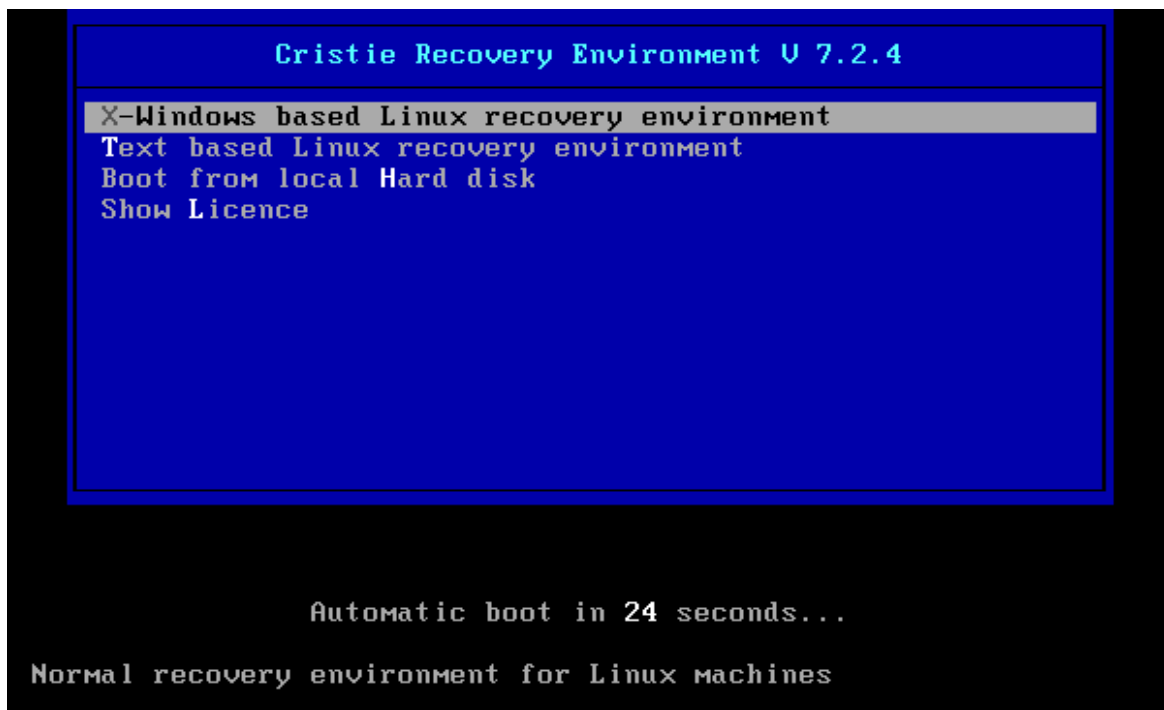 Cristie Recovery Environment V 7.2.4
X-Windows based Linux recovery environment
Text based Linux recovery environment
Boot from local Hard disk
Show Licence
Automatic boot in 24 seconds...
Normal recovery environment for Linux machines